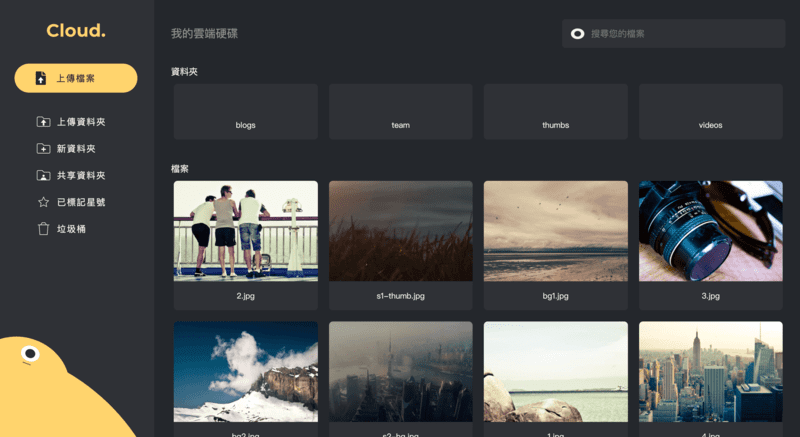 Cloud.
上傳檔案
上傳資料夾
新資料夾
共享資料夾
已標記星號
垃圾桶
我的雲端硬碟
搜尋您的檔案
資料夾
blogs
team
thumbs
videos
檔案
2.jpg
s1-thumb.jpg
bg1.jpg
3.jpg
bg2.jpg
s2-bg.jpg
1.jpg
4.jpg